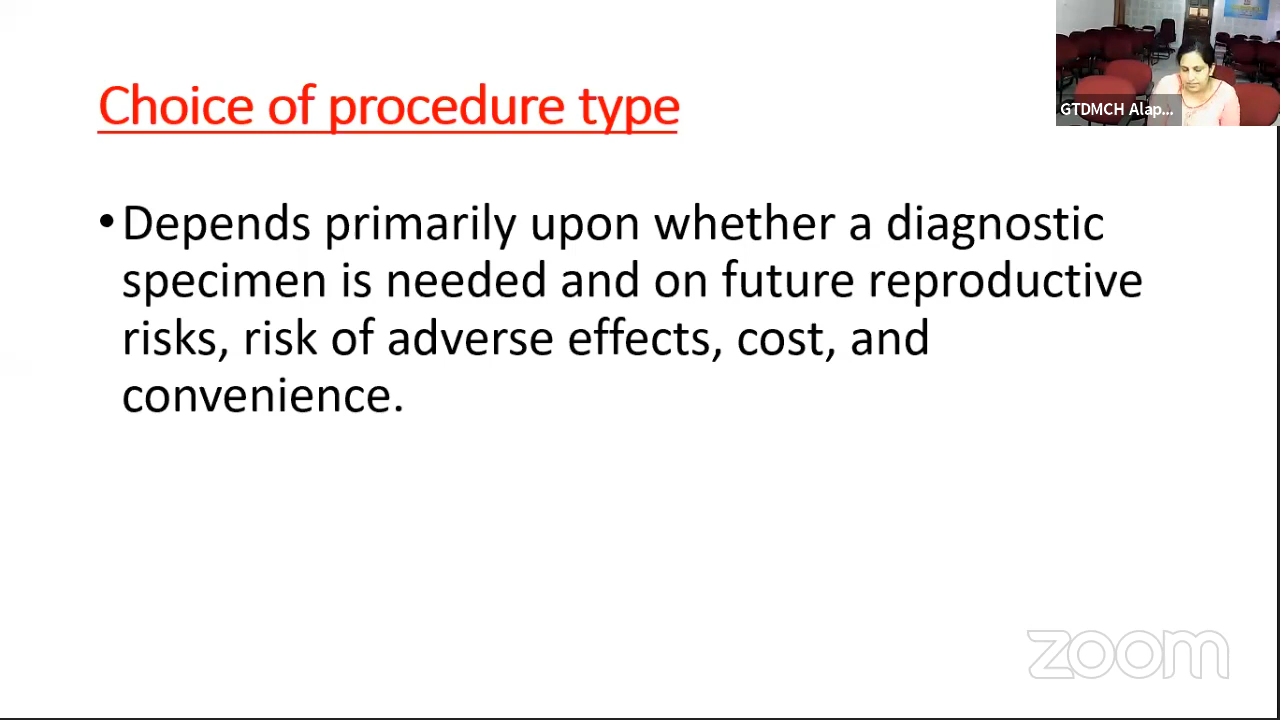 Choice of procedure type
GTDMCH Alap...
•Depends primarily upon whether a diagnostic
specimen is needed and on future reproductive
risks, risk of adverse effects, cost, and
convenience.
zoom